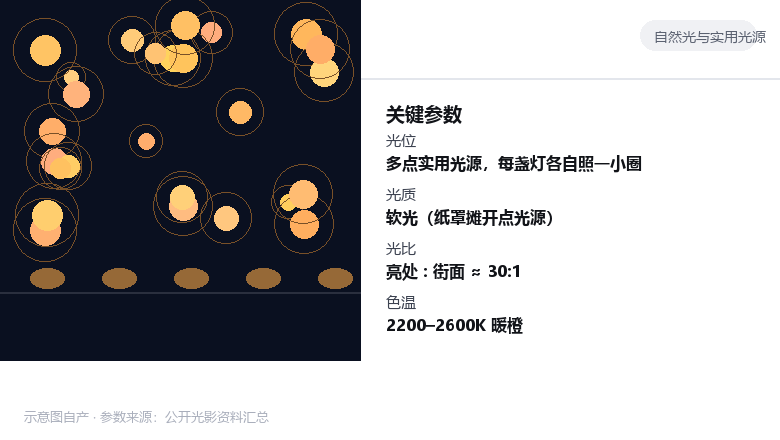 自然光与实用光源
关键参数
光位
多点实用光源，每盏灯各自照一小圈
光质
软光（纸罩摊开点光源）
光比
亮处：街面 ≈ 30:1
色温
2200–2600K 暖橙
示意图自产 · 参数来源：公开光影资料汇总